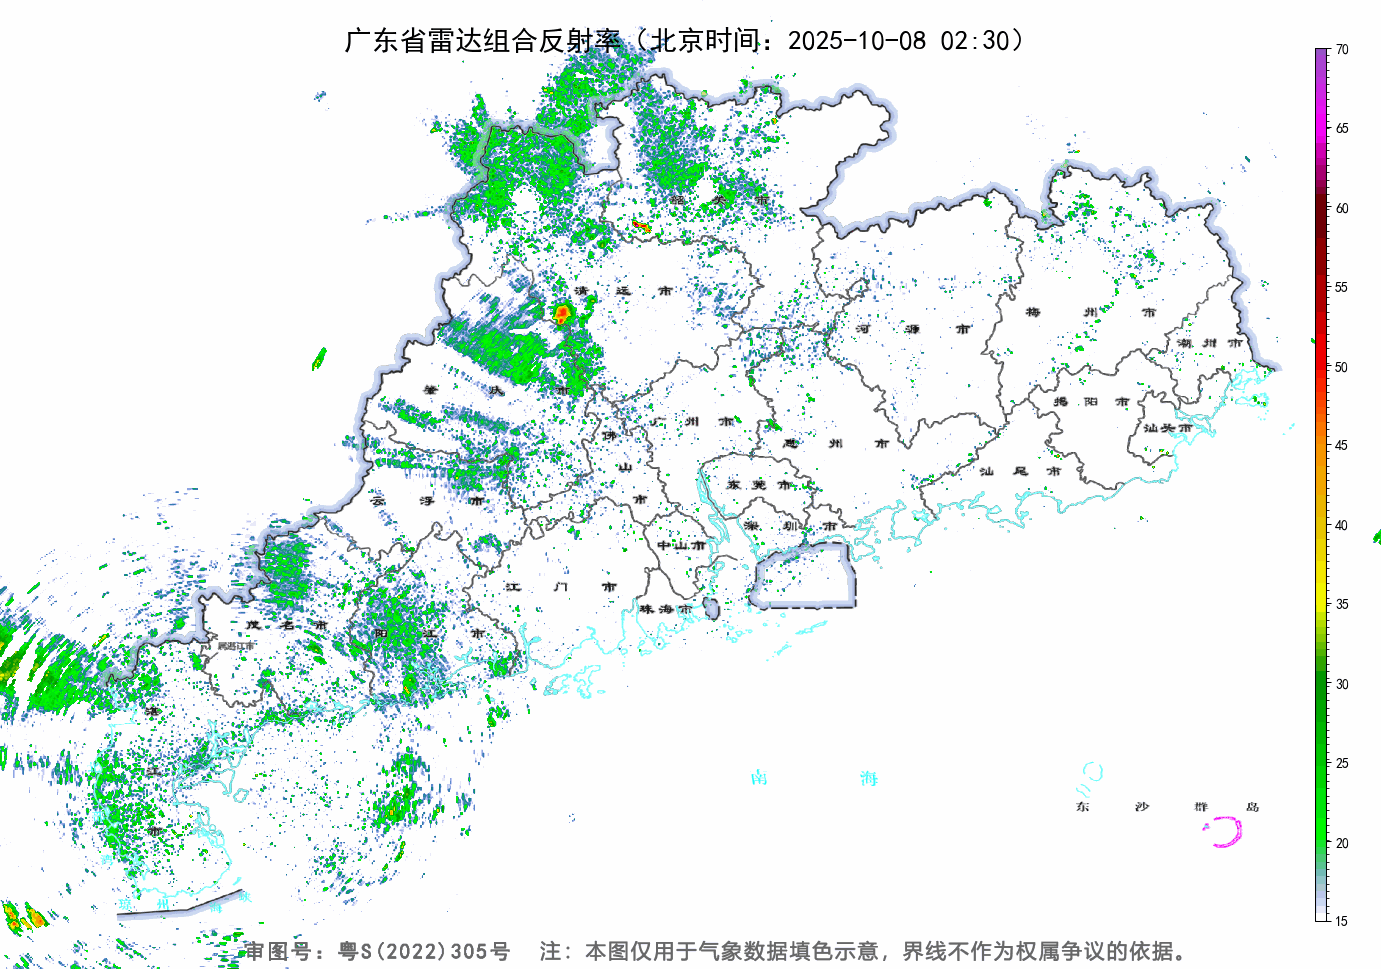 广东省雷达组合反射率（北京时间：2025-10-08 02:30）
70
65
60
55
50
45
40
35
30
25
20
15
韶关市
清远市
河源市
梅州市
潮州市
肇庆市
广州市
佛山市
惠州市
揭阳市
汕头市
汕尾市
东莞市
云浮市
深圳市
中山市
江门市
珠海市
茂名市
阳江市
属湛江市
湛江市
南海
东沙群岛
琼州海峡
审图号：粤S(2022)305号 注：本图仅用于气象数据填色示意，界线不作为权属争议的依据。